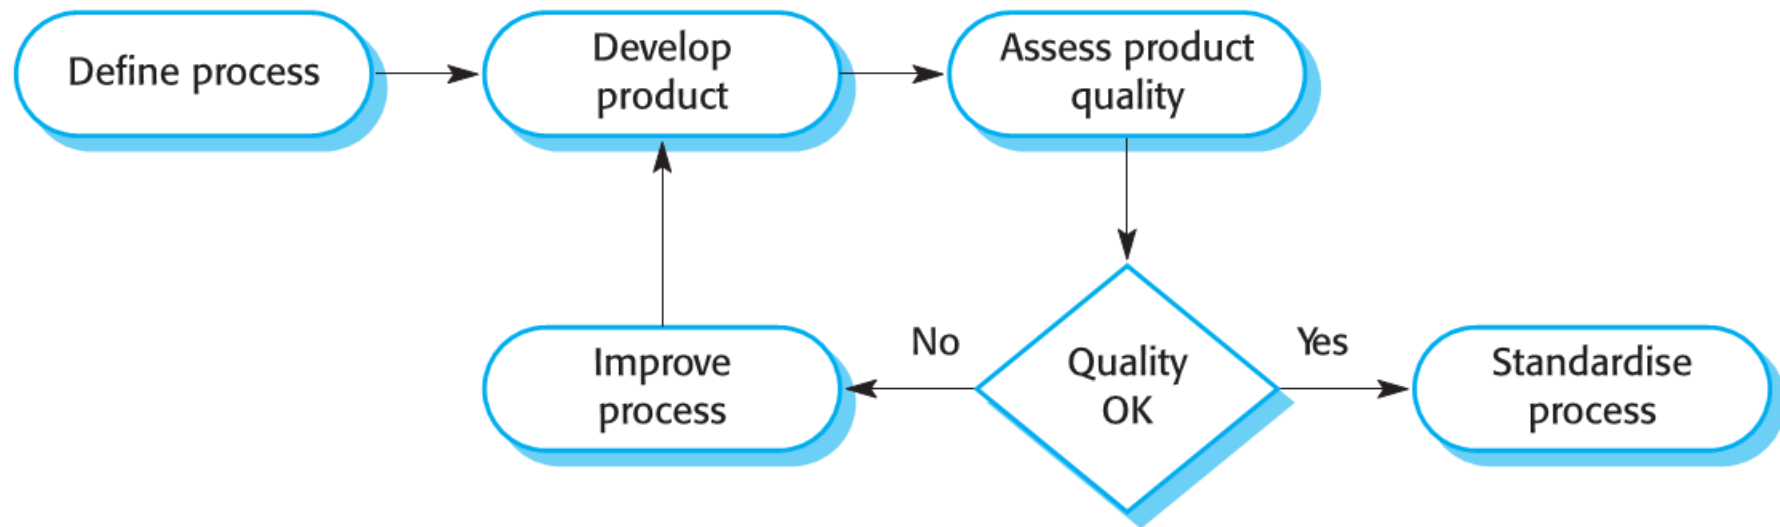 Define process
Develop
product
Assess product
quality
Improve
process
No
Quality
OK
Yes
Standardise
process